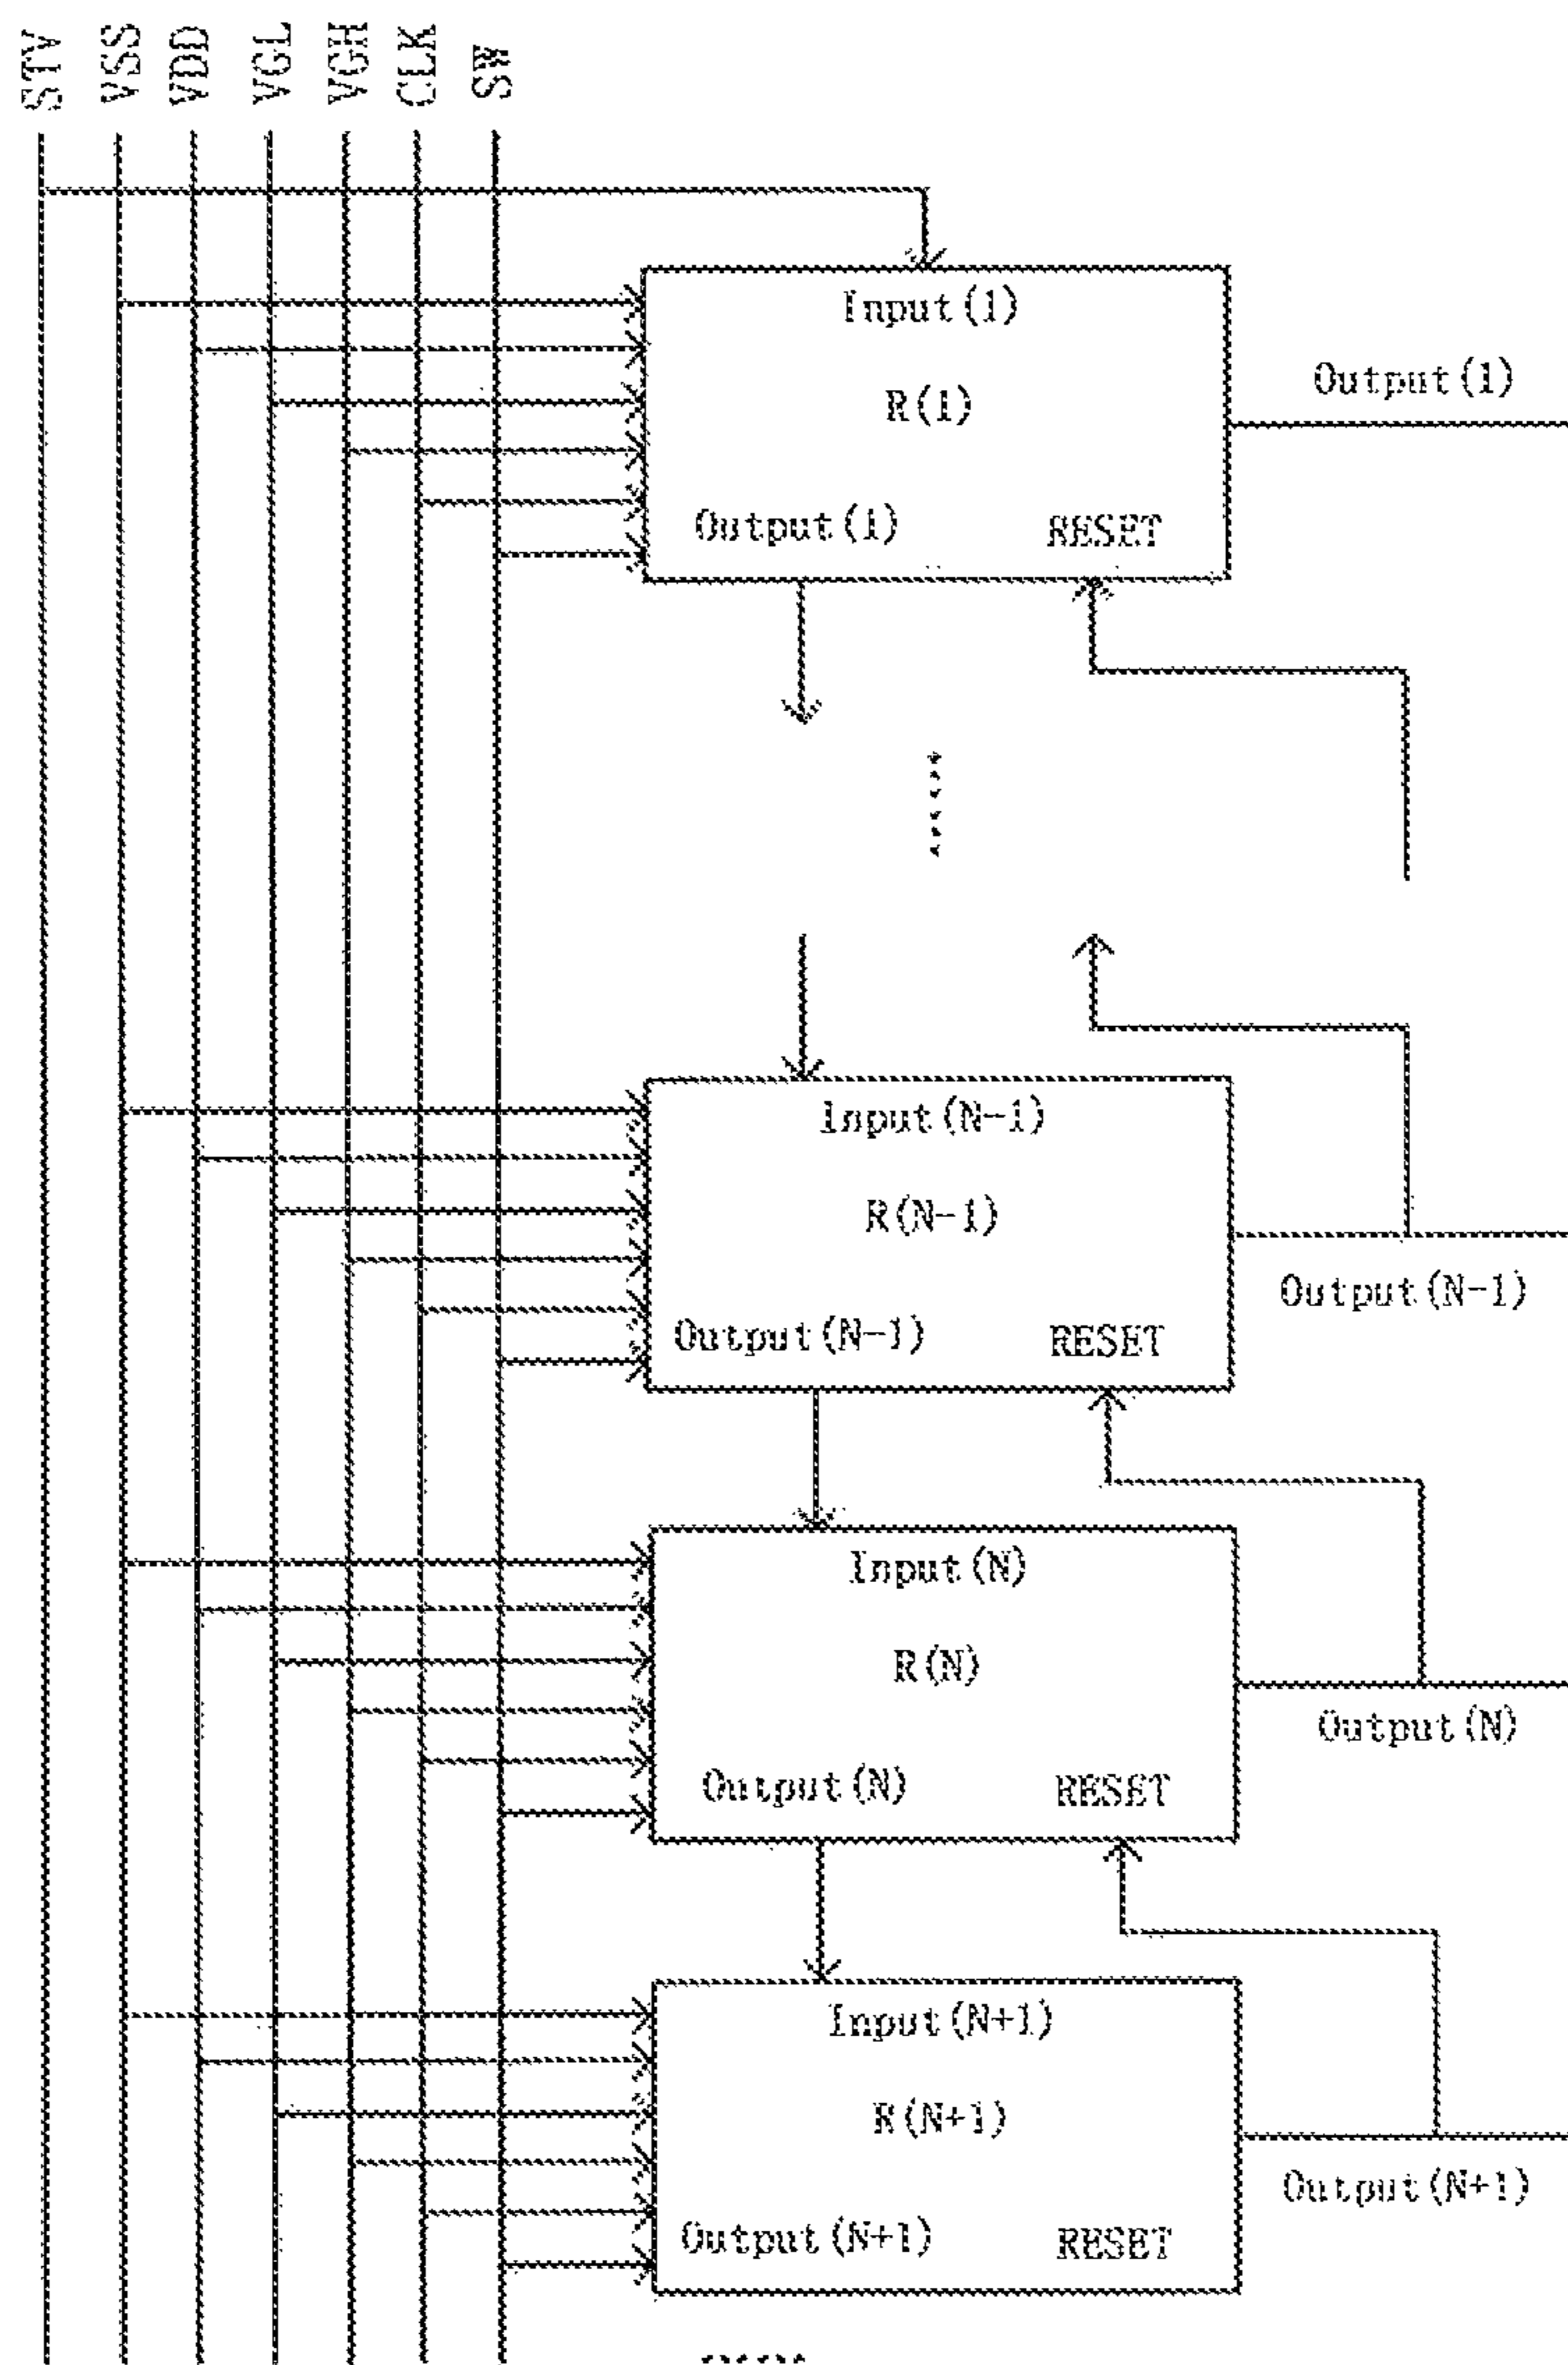 STV VSS VDD VGL VGH CLK SW
Input(1)
R(1)
Output(1)
Output(1) RESET
Input(N-1)
R(N-1)
Output(N-1)
Output(N-1) RESET
Input(N)
R(N)
Output(N)
Output(N) RESET
Input(N+1)
R(N+1)
Output(N+1)
Output(N+1) RESET